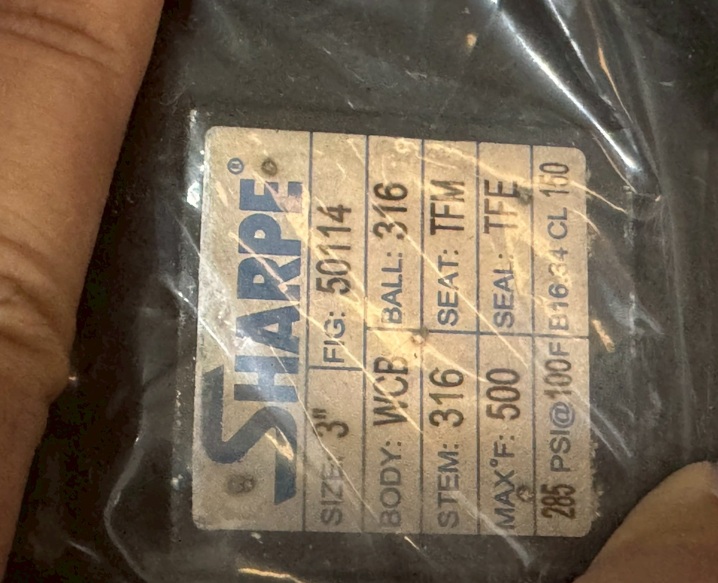 SHARPE®
SIZE: 3" FIG: 50114
BODY: WCB BALL: 316
STEM: 316 SEAT: TFM
MAX°F: 500 SEAL: TFE
285 PSI@100F B16.34 CL 150